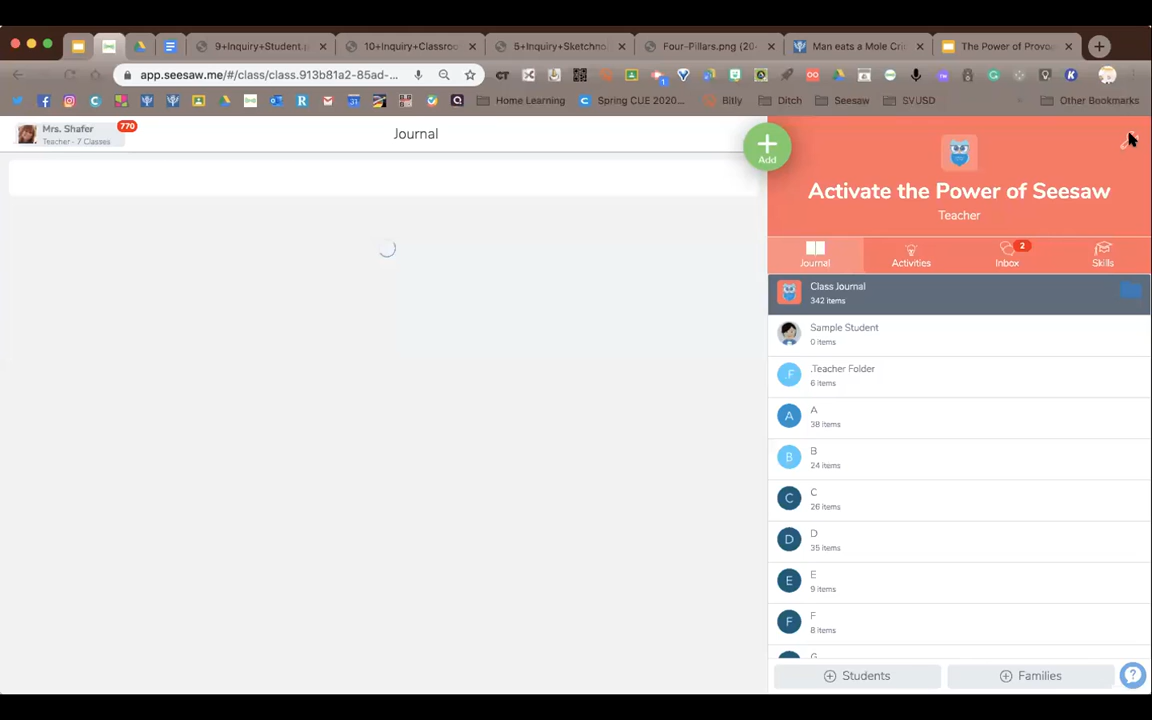 9+Inquiry+Student.p
10+Inquiry+Classroo
5+Inquiry+Sketchno
Four-Pillars.png (20
Man eats a Mole Cri
The Power of Provo
app.seesaw.me/#/class/class.913b81a2-85ad-...
Home Learning
Spring CUE 2020...
Bitly
Ditch
Seesaw
SVUSD
Other Bookmarks
Mrs. Shafer
770
Teacher - 7 Classes
Journal
Add
Activate the Power of Seesaw
Teacher
Journal
Activities
Inbox
2
Skills
Class Journal
342 items
Sample Student
0 items
.F
.Teacher Folder
6 items
A
A
38 items
B
B
24 items
C
C
26 items
D
D
35 items
E
E
9 items
F
F
8 items
G
Students
Families
?